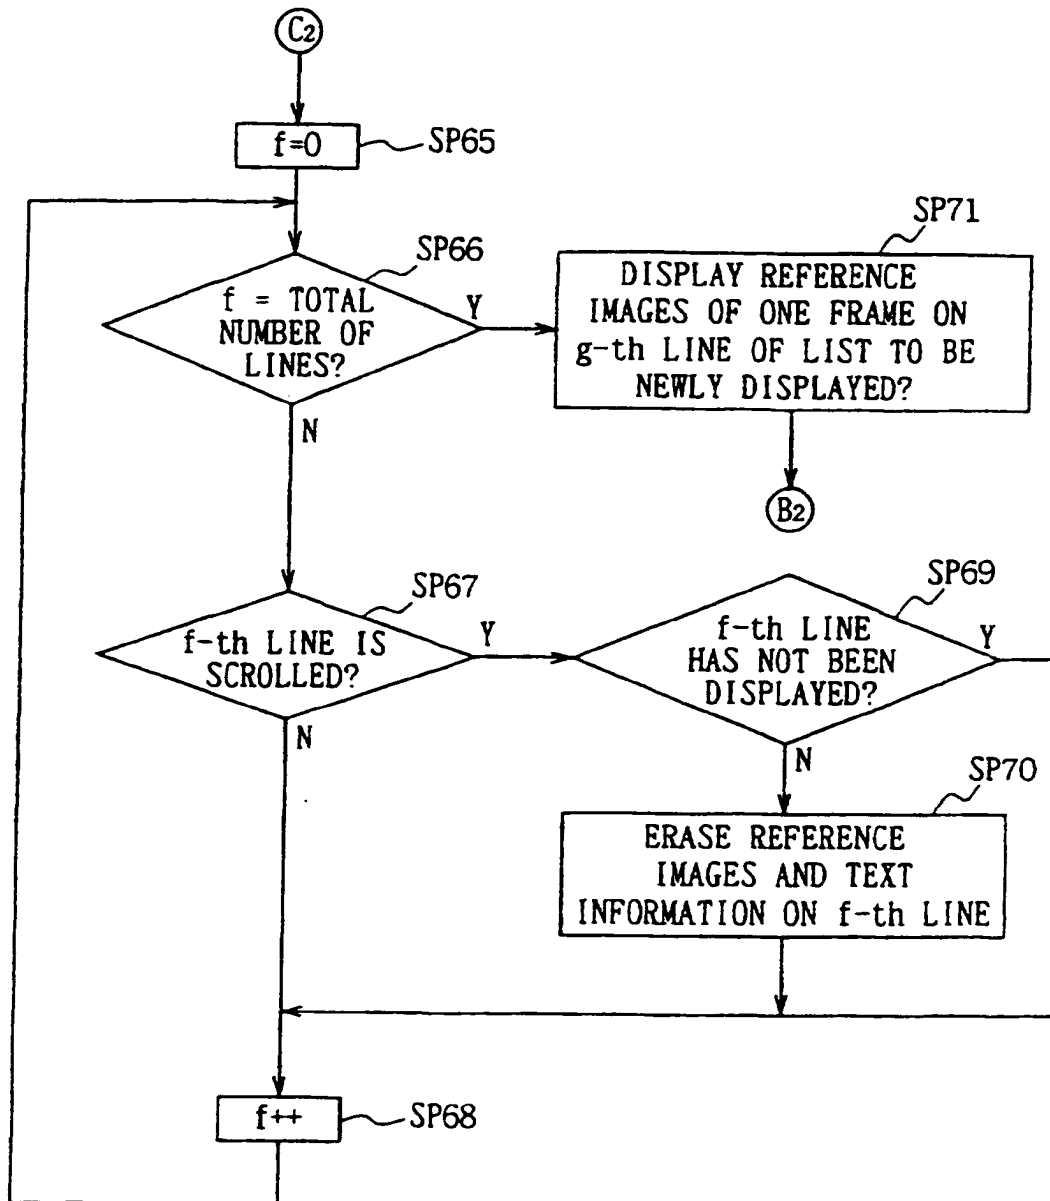 C2
f=0
SP65
SP66
f = TOTAL
NUMBER OF
LINES?
Y
N
SP71
DISPLAY REFERENCE
IMAGES OF ONE FRAME ON
g-th LINE OF LIST TO BE
NEWLY DISPLAYED?
B2
SP67
f-th LINE IS
SCROLLED?
Y
N
SP69
f-th LINE
HAS NOT BEEN
DISPLAYED?
Y
N
SP70
ERASE REFERENCE
IMAGES AND TEXT
INFORMATION ON f-th LINE
f++
SP68